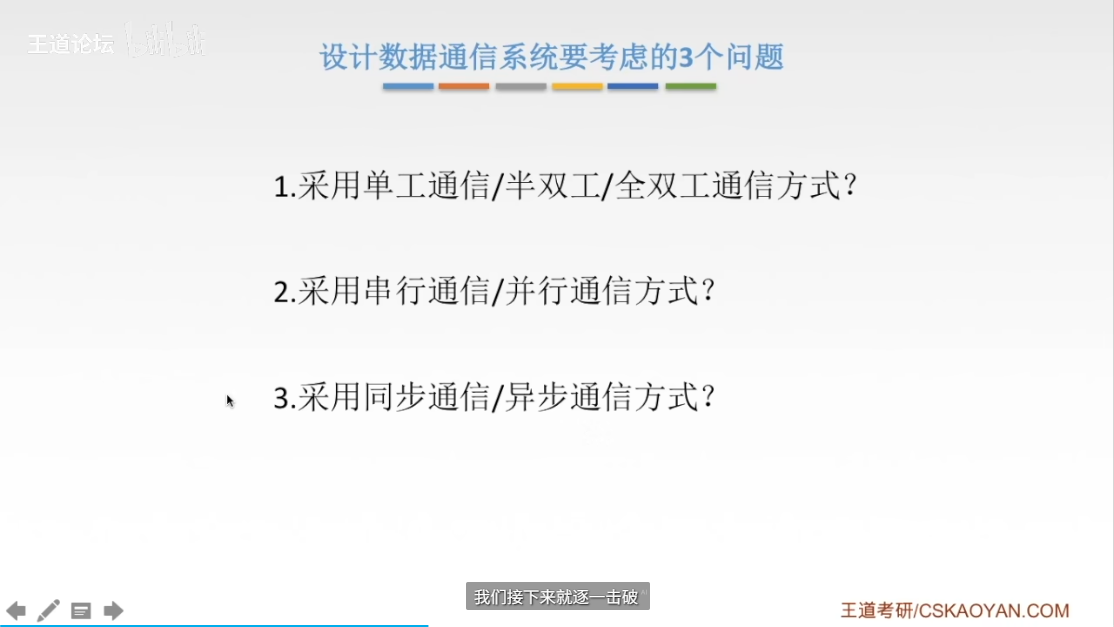 王道论坛 bilibili
设计数据通信系统要考虑的3个问题
1.采用单工通信/半双工/全双工通信方式？
2.采用串行通信/并行通信方式？
3.采用同步通信/异步通信方式？
我们接下来就逐一击破
王道考研/CSKAOYAN.COM